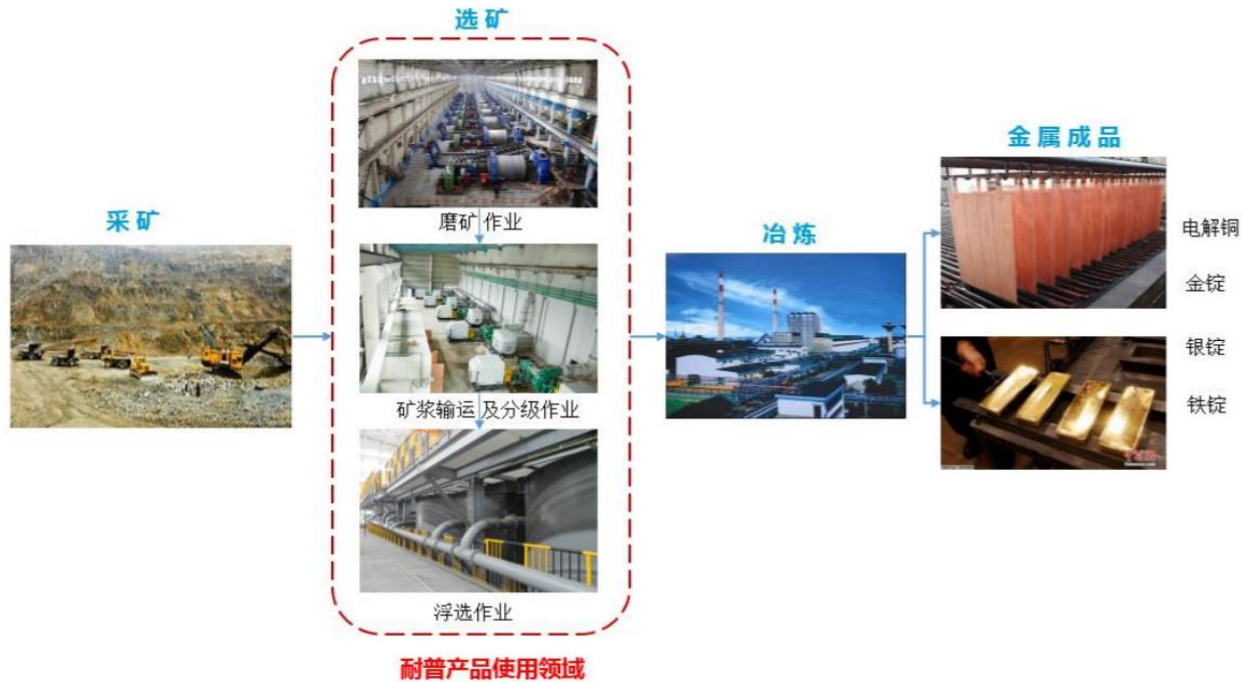 选矿
磨矿作业
矿浆输运及分级作业
浮选作业
耐普产品使用领域
采矿
冶炼
金属成品
电解铜
金锭
银锭
铁锭